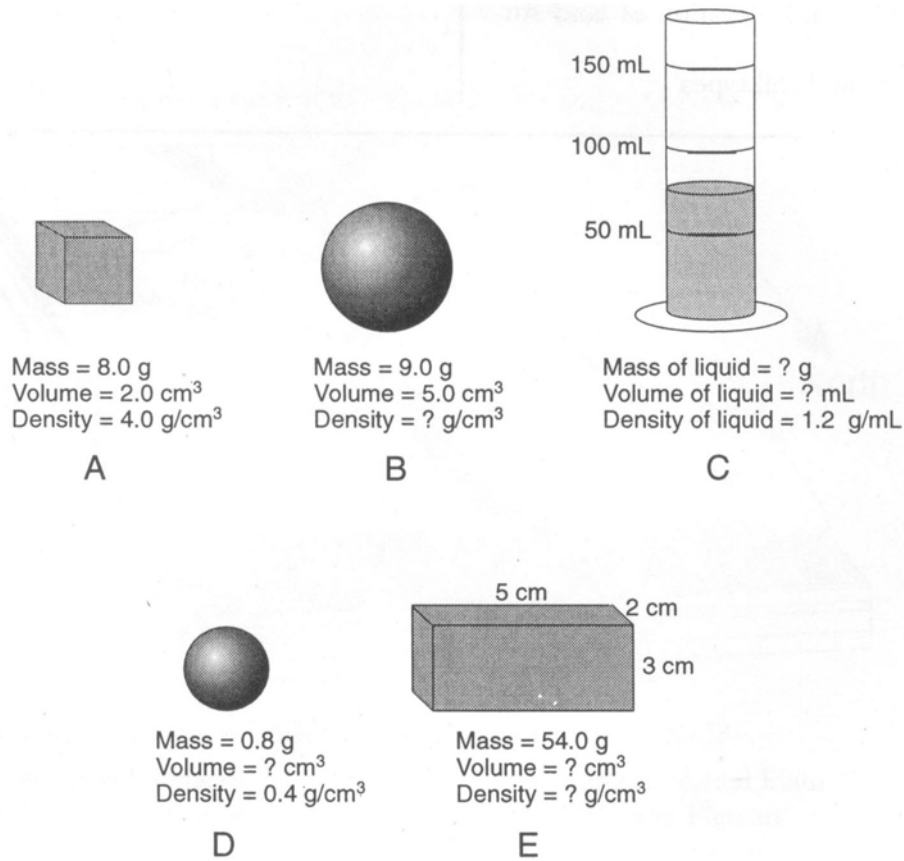 150 mL
100 mL
50 mL
Mass = 8.0 g
Volume = 2.0 cm³
Density = 4.0 g/cm³
A
Mass = 9.0 g
Volume = 5.0 cm³
Density = ? g/cm³
B
Mass of liquid = ? g
Volume of liquid = ? mL
Density of liquid = 1.2 g/mL
C
Mass = 0.8 g
Volume = ? cm³
Density = 0.4 g/cm³
D
5 cm
2 cm
3 cm
Mass = 54.0 g
Volume = ? cm³
Density = ? g/cm³
E